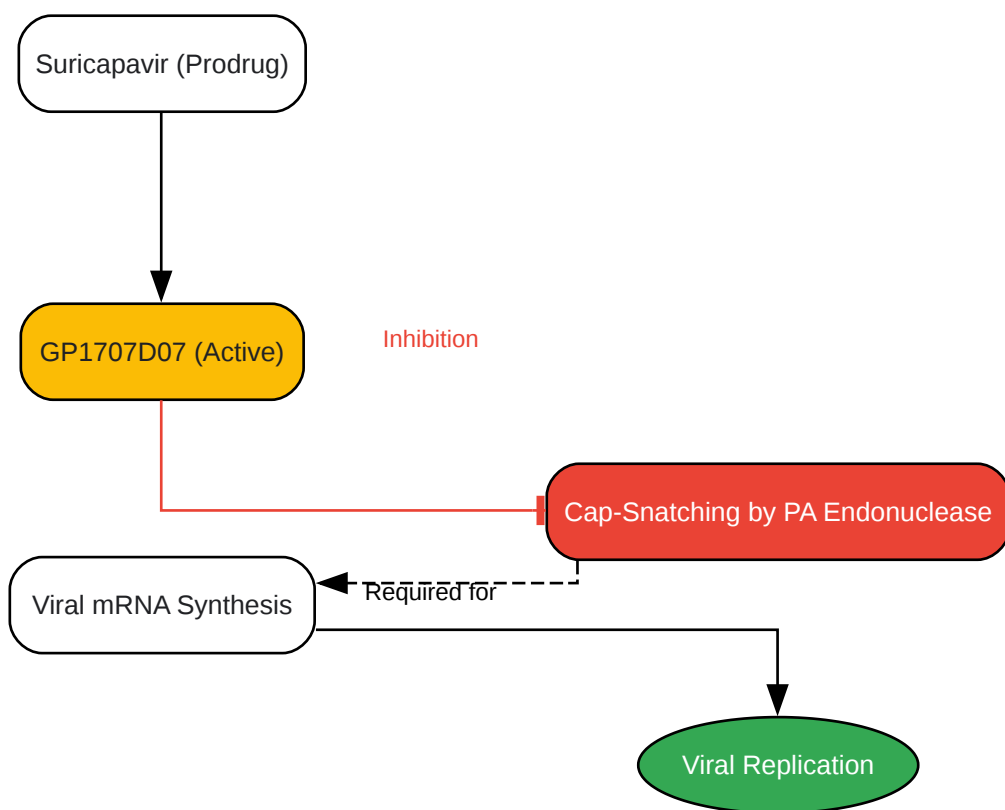 Suricapavir (Prodrug)
GP1707D07 (Active)
Inhibition
Cap-Snatching by PA Endonuclease
Required for
Viral mRNA Synthesis
Viral Replication